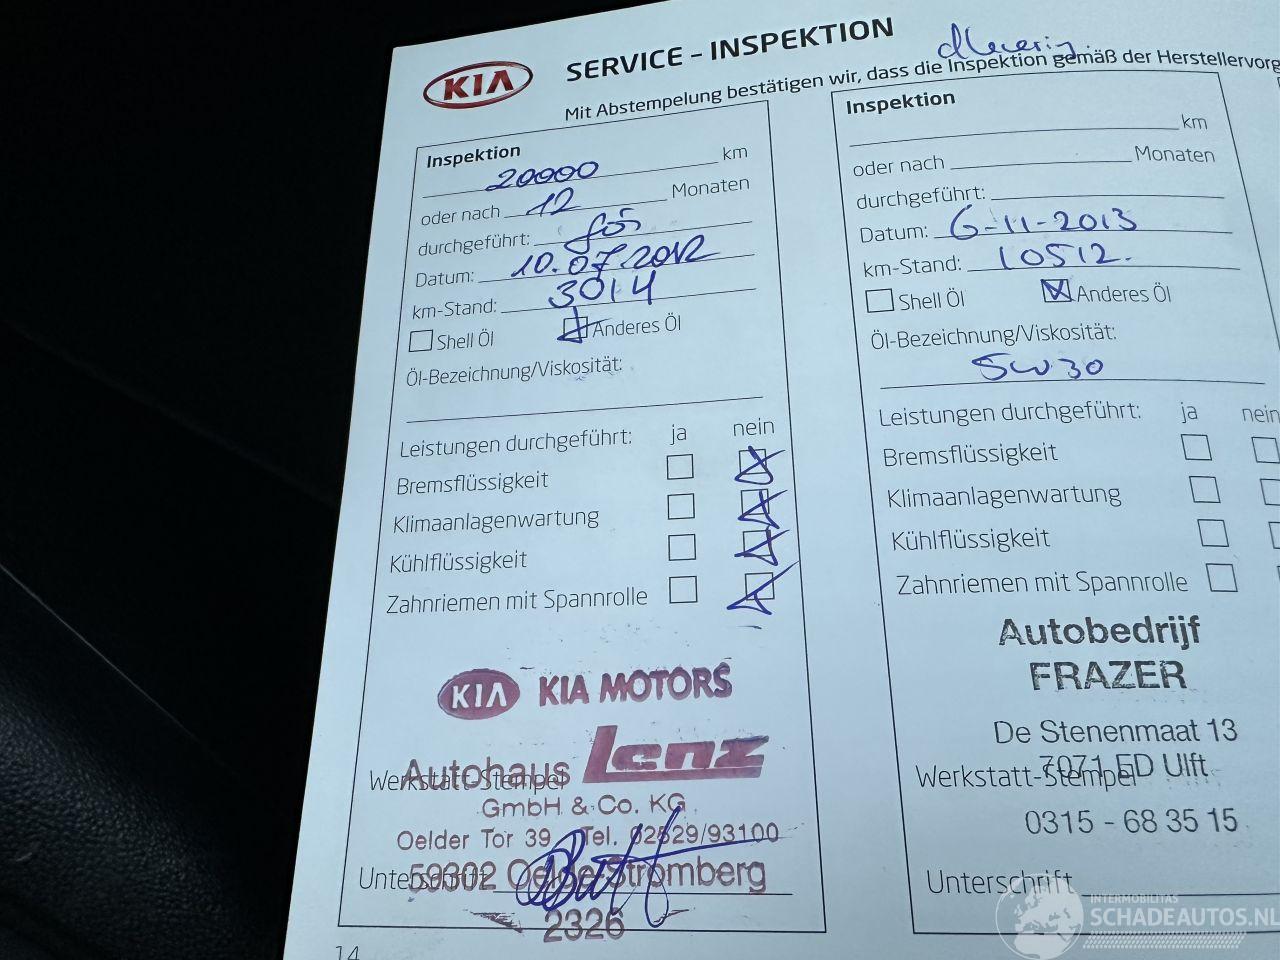 KIA
SERVICE – INSPEKTION
Mit Abstempelung bestätigen wir, dass die Inspektion gemäß der Herstellervorg
Inspektion
20000 km
oder nach 12 Monaten
durchgeführt:
Datum: 10.07.2012
km-Stand: 3014
Shell Öl Anderes Öl
Öl-Bezeichnung/Viskosität:
Leistungen durchgeführt: ja nein
Bremsflüssigkeit
Klimaanlagenwartung
Kühlflüssigkeit
Zahnriemen mit Spannrolle
KIA KIA MOTORS
Autohaus Lenz
Werkstatt-Stempel
GmbH & Co. KG
Oelder Tor 39 Tel. 02529/93100
59302 Oelde-Stromberg
Unterschrift
2326
14
Inspektion
km
oder nach Monaten
durchgeführt:
Datum: 6-11-2013
km-Stand: 10512.
Shell Öl Anderes Öl
Öl-Bezeichnung/Viskosität:
5W30
Leistungen durchgeführt: ja nein
Bremsflüssigkeit
Klimaanlagenwartung
Kühlflüssigkeit
Zahnriemen mit Spannrolle
Autobedrijf
FRAZER
De Stenenmaat 13
7071 ED Ulft
Werkstatt-Stempel
0315 - 68 35 15
Unterschrift
INTERMOBILITAS
SCHADEAUTOS.NL